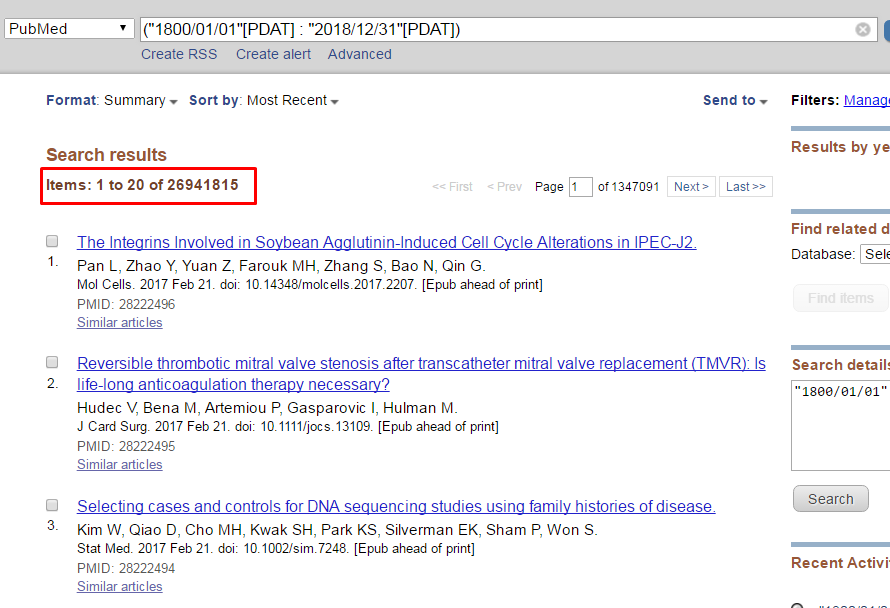 PubMed
("1800/01/01"[PDAT] : "2018/12/31"[PDAT])
Create RSS Create alert Advanced
Format: Summary Sort by: Most Recent
Send to
Filters: Manage
Search results
Items: 1 to 20 of 26941815
<< First < Prev Page 1 of 1347091 Next > Last >>
1.
The Integrins Involved in Soybean Agglutinin-Induced Cell Cycle Alterations in IPEC-J2.
Pan L, Zhao Y, Yuan Z, Farouk MH, Zhang S, Bao N, Qin G.
Mol Cells. 2017 Feb 21. doi: 10.14348/molcells.2017.2207. [Epub ahead of print]
PMID: 28222496
Similar articles
2.
Reversible thrombotic mitral valve stenosis after transcatheter mitral valve replacement (TMVR): Is
life-long anticoagulation therapy necessary?
Hudec V, Bena M, Artemiou P, Gasparovic I, Hulman M.
J Card Surg. 2017 Feb 21. doi: 10.1111/jocs.13109. [Epub ahead of print]
PMID: 28222495
Similar articles
3.
Selecting cases and controls for DNA sequencing studies using family histories of disease.
Kim W, Qiao D, Cho MH, Kwak SH, Park KS, Silverman EK, Sham P, Won S.
Stat Med. 2017 Feb 21. doi: 10.1002/sim.7248. [Epub ahead of print]
PMID: 28222494
Similar articles
Results by ye
Find related d
Database: Sele
Find items
Search details
"1800/01/01"
Search
Recent Activi